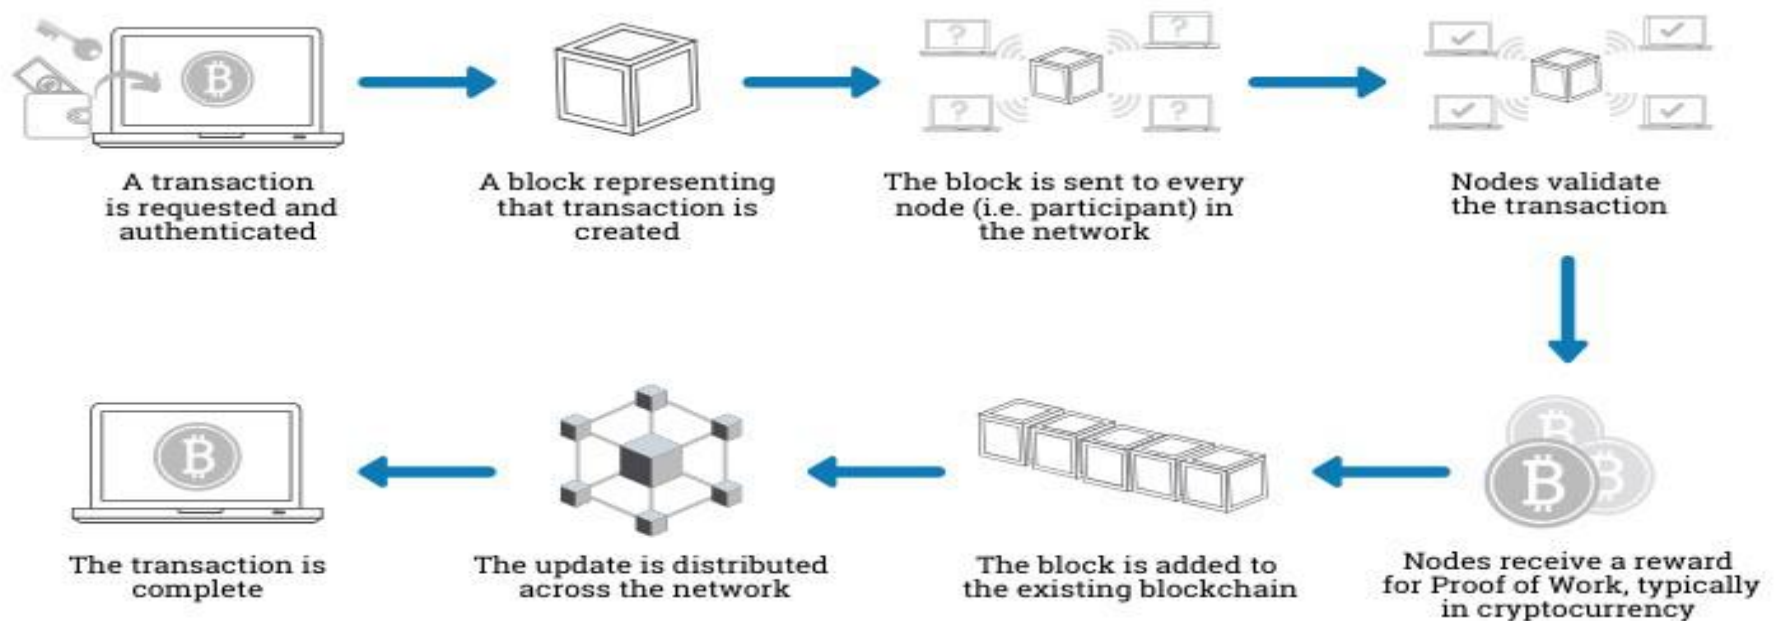 A transaction
is requested and
authenticated
A block representing
that transaction is
created
The block is sent to every
node (i.e. participant) in
the network
Nodes validate
the transaction
Nodes receive a reward
for Proof of Work, typically
in cryptocurrency
The block is added to
the existing blockchain
The update is distributed
across the network
The transaction is
complete